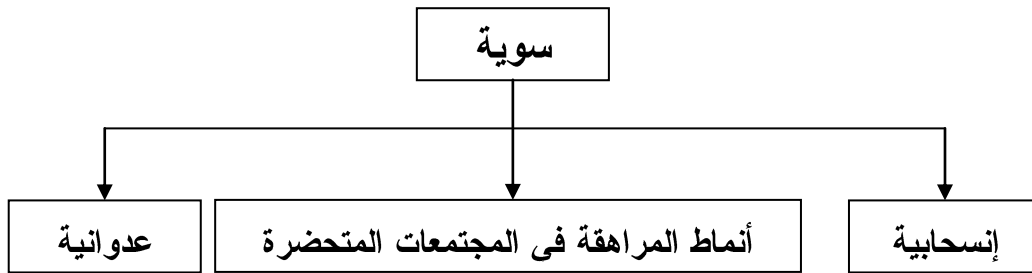 سوية
إنسحابية
أنماط المراهقة فى المجتمعات المتحضرة
عدوانية